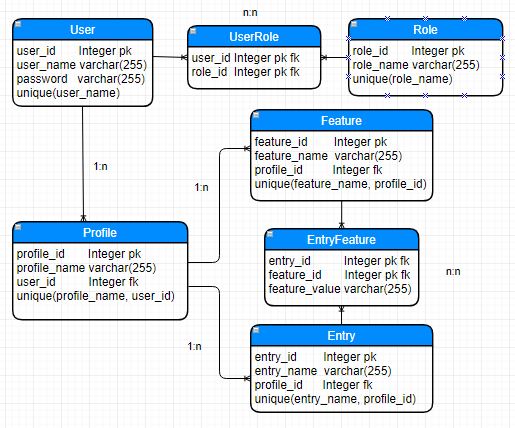 n:n
User
user_id Integer pk
user_name varchar(255)
password varchar(255)
unique(user_name)
UserRole
user_id Integer pk fk
role_id Integer pk fk
Role
role_id Integer pk
role_name varchar(255)
unique(role_name)
1:n
Feature
feature_id Integer pk
feature_name varchar(255)
profile_id Integer fk
unique(feature_name, profile_id)
1:n
Profile
profile_id Integer pk
profile_name varchar(255)
user_id Integer fk
unique(profile_name, user_id)
EntryFeature
entry_id Integer pk fk
feature_id Integer pk fk
feature_value varchar(255)
n:n
1:n
Entry
entry_id Integer pk
entry_name varchar(255)
profile_id Integer fk
unique(entry_name, profile_id)